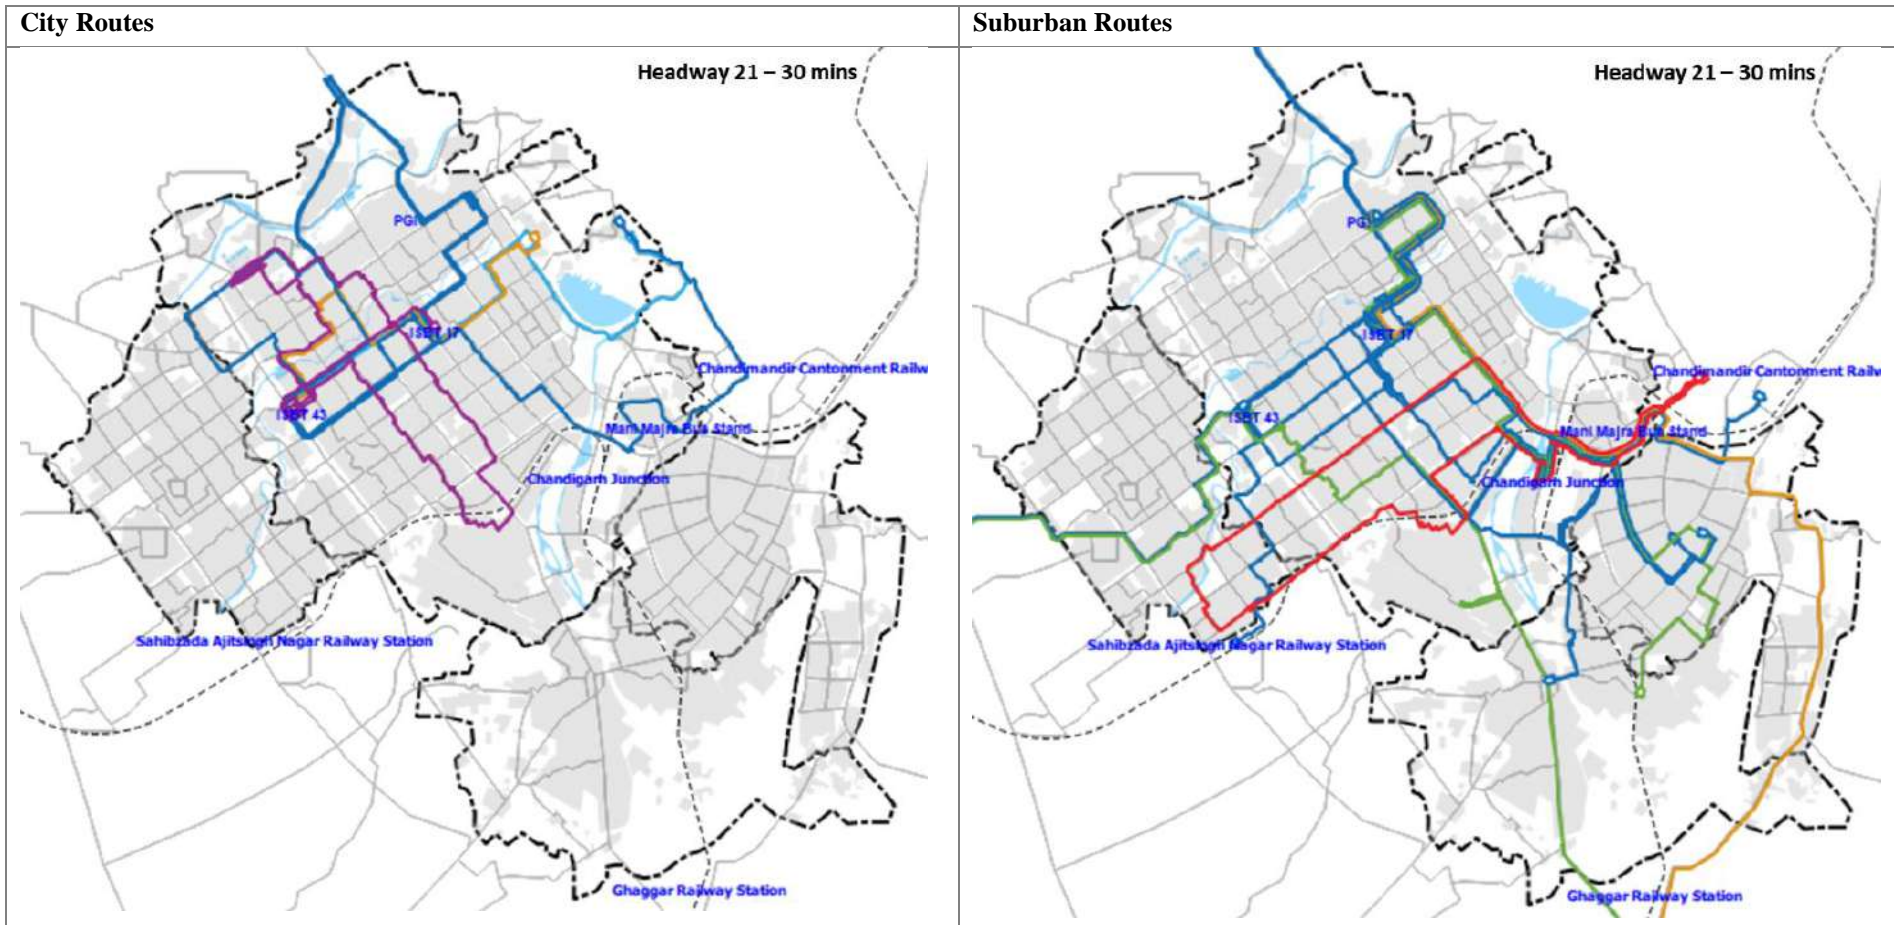 City Routes
Headway 21 – 30 mins
PGI
ISBT 17
Chandimandir Cantonment Railw
ISBT 43
Mani Majra Bus Stand
Chandigarh Junction
Sahibzada Ajitsingh Nagar Railway Station
Ghaggar Railway Station
Suburban Routes
Headway 21 – 30 mins
PGI
ISBT 17
Chandimandir Cantonment Railw
ISBT 43
Mani Majra Bus Stand
Chandigarh Junction
Sahibzada Ajitsingh Nagar Railway Station
Ghaggar Railway Station